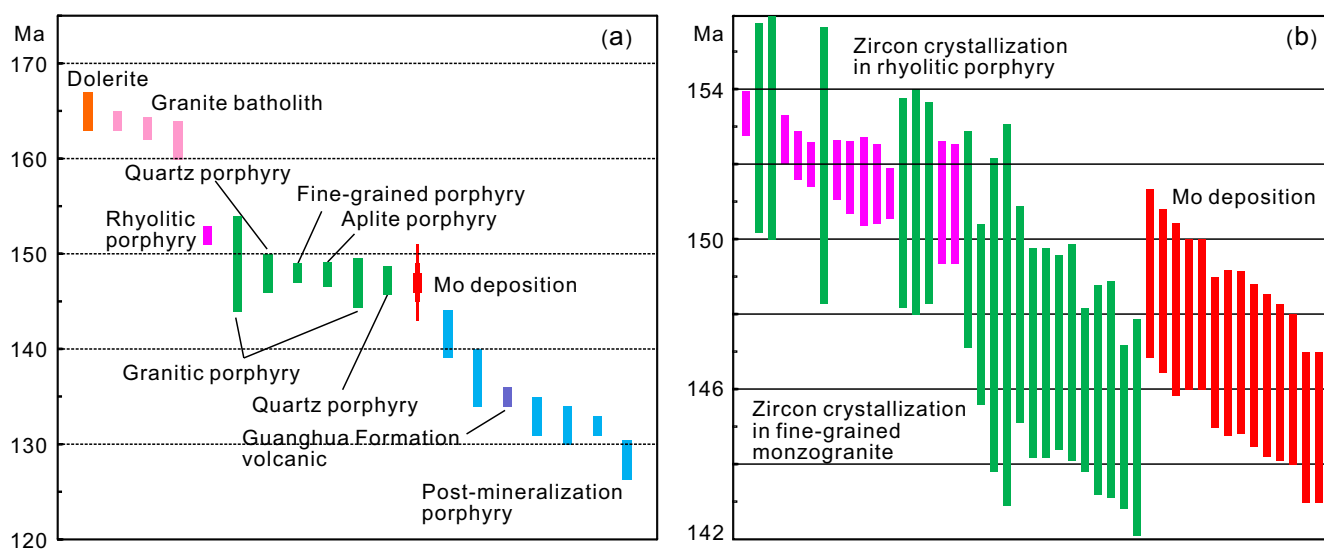 Ma
(a)
170
Dolerite
Granite batholith
160
Quartz porphyry
Fine-grained porphyry
Aplite porphyry
Rhyolitic
porphyry
150
Mo deposition
140
Granitic porphyry
Quartz porphyry
Guanghua Formation
volcanic
130
Post-mineralization
porphyry
120
Ma
(b)
Zircon crystallization
in rhyolitic porphyry
154
Mo deposition
150
146
Zircon crystallization
in fine-grained
monzogranite
142